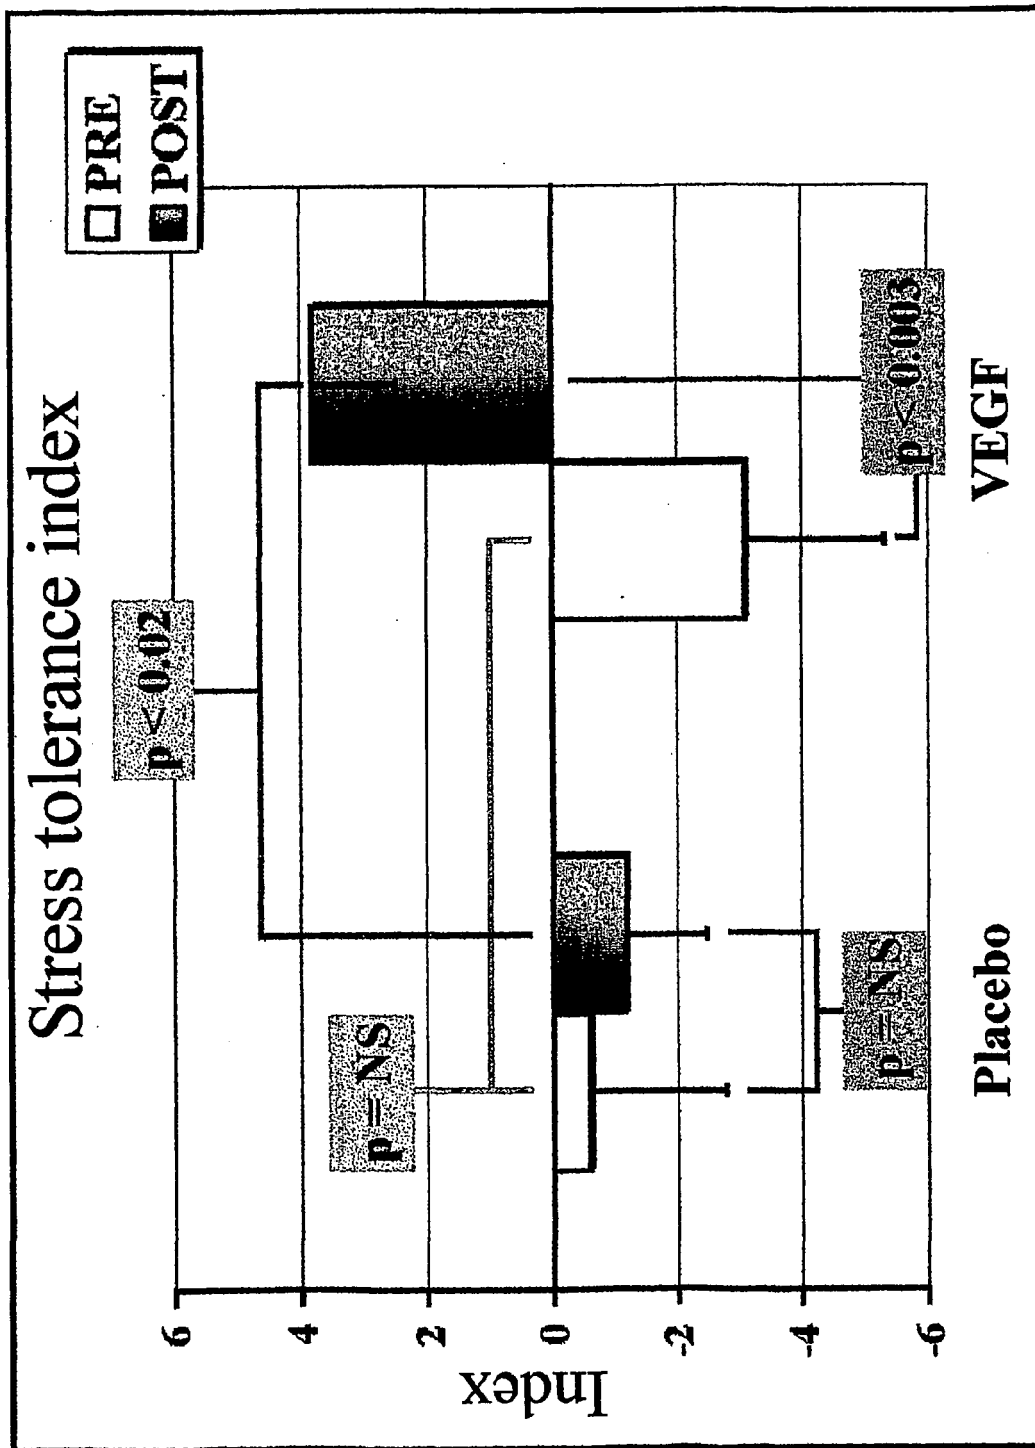 Stress tolerance index
PRE
POST
p < 0.02
p = NS
Index
6
4
2
0
-2
-4
-6
p = NS
p < 0.003
Placebo
VEGF